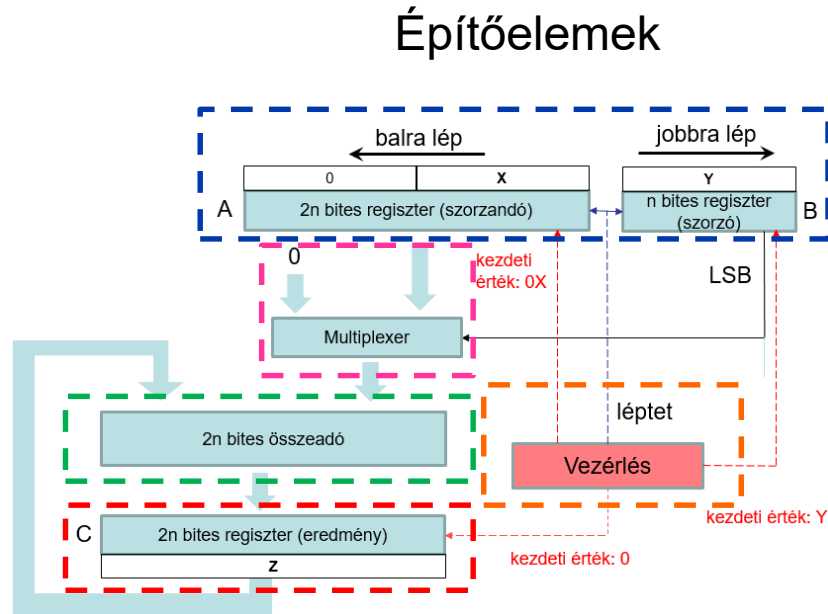 Építőelemek
balra lép
jobbra lép
0
X
Y
A
2n bites regiszter (szorzandó)
n bites regiszter
(szorzó)
B
0
kezdeti
érték: 0X
LSB
Multiplexer
léptet
2n bites összeadó
Vezérlés
kezdeti érték: Y
C
2n bites regiszter (eredmény)
kezdeti érték: 0
Z